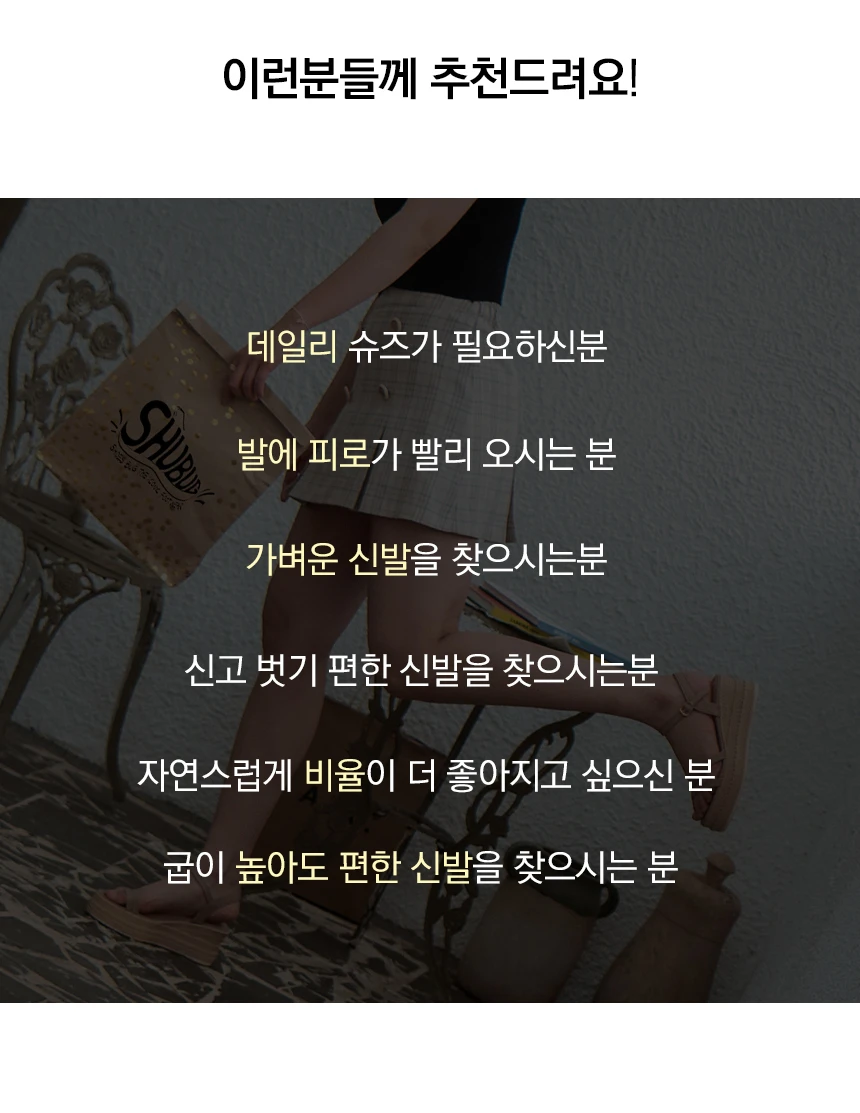 이런분들께 추천드려요!
데일리 슈즈가 필요하신분
발에 피로가 빨리 오시는 분
SHUBUD
가벼운 신발을 찾으시는분
신고 벗기 편한 신발을 찾으시는분
자연스럽게 비율이 더 좋아지고 싶으신 분
굽이 높아도 편한 신발을 찾으시는 분